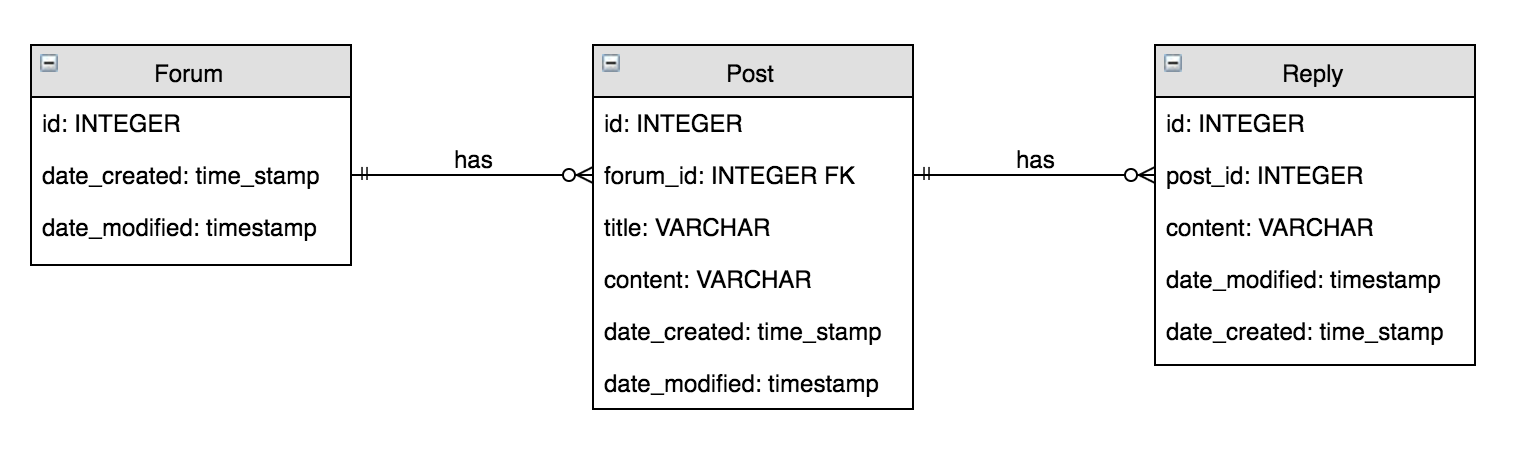 Forum
id: INTEGER
date_created: time_stamp
date_modified: timestamp
has
Post
id: INTEGER
forum_id: INTEGER FK
title: VARCHAR
content: VARCHAR
date_created: time_stamp
date_modified: timestamp
has
Reply
id: INTEGER
post_id: INTEGER
content: VARCHAR
date_modified: timestamp
date_created: time_stamp